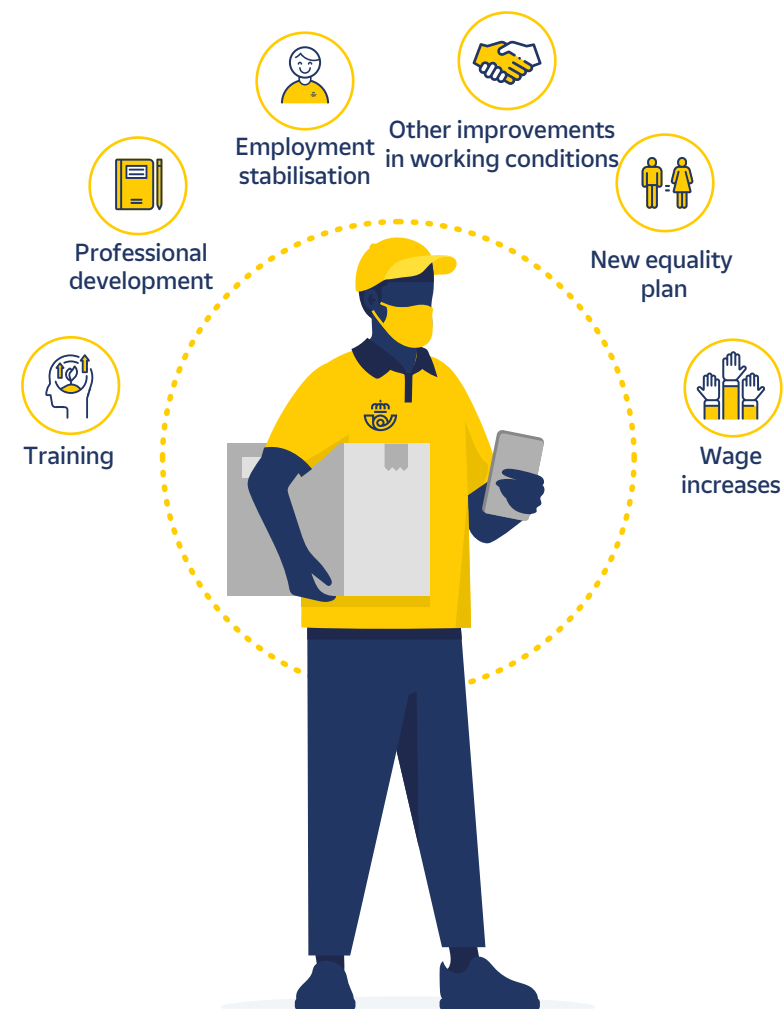 Training
Professional
development
Employment
stabilisation
Other improvements
in working conditions
New equality
plan
Wage
increases